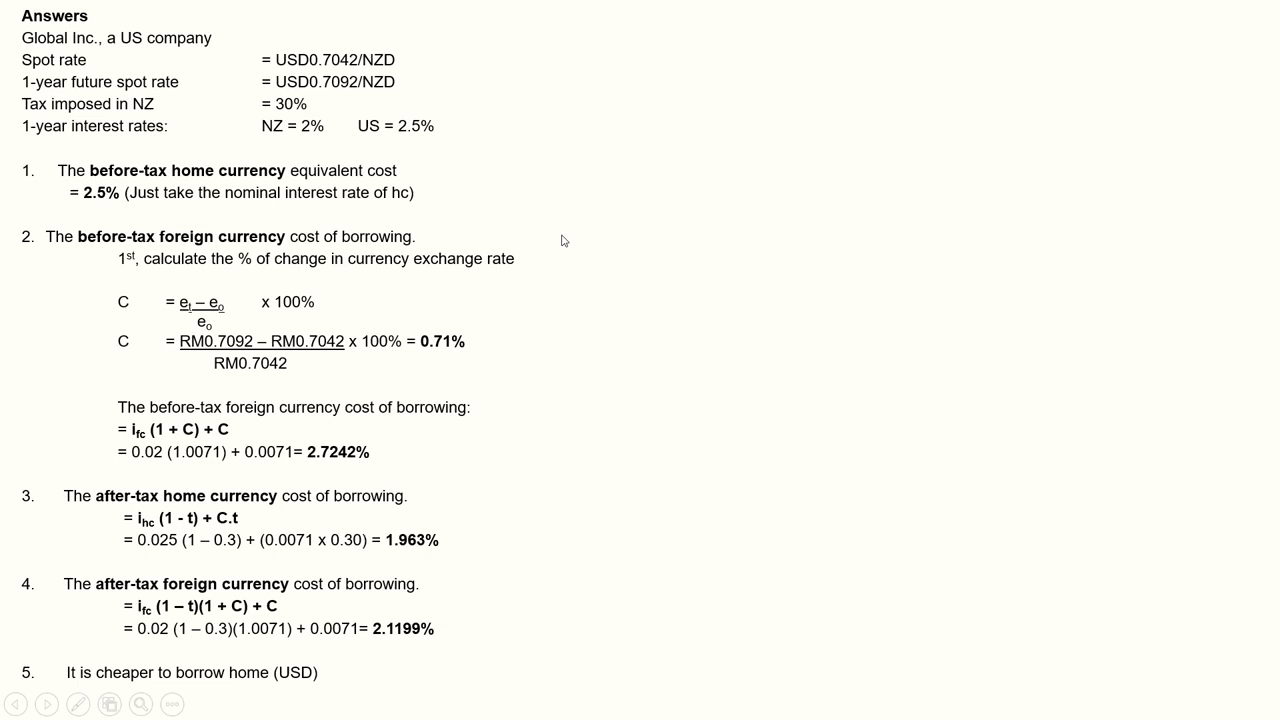 Answers
Global Inc., a US company
Spot rate = USD0.7042/NZD
1-year future spot rate = USD0.7092/NZD
Tax imposed in NZ = 30%
1-year interest rates: NZ = 2% US = 2.5%
1. The before-tax home currency equivalent cost
= 2.5% (Just take the nominal interest rate of hc)
2. The before-tax foreign currency cost of borrowing.
1st, calculate the % of change in currency exchange rate
C = et – eo x 100%
eo
C = RM0.7092 – RM0.7042 x 100% = 0.71%
RM0.7042
The before-tax foreign currency cost of borrowing:
= ifc (1 + C) + C
= 0.02 (1.0071) + 0.0071= 2.7242%
3. The after-tax home currency cost of borrowing.
= ihc (1 - t) + C.t
= 0.025 (1 – 0.3) + (0.0071 x 0.30) = 1.963%
4. The after-tax foreign currency cost of borrowing.
= ifc (1 – t)(1 + C) + C
= 0.02 (1 – 0.3)(1.0071) + 0.0071= 2.1199%
5. It is cheaper to borrow home (USD)